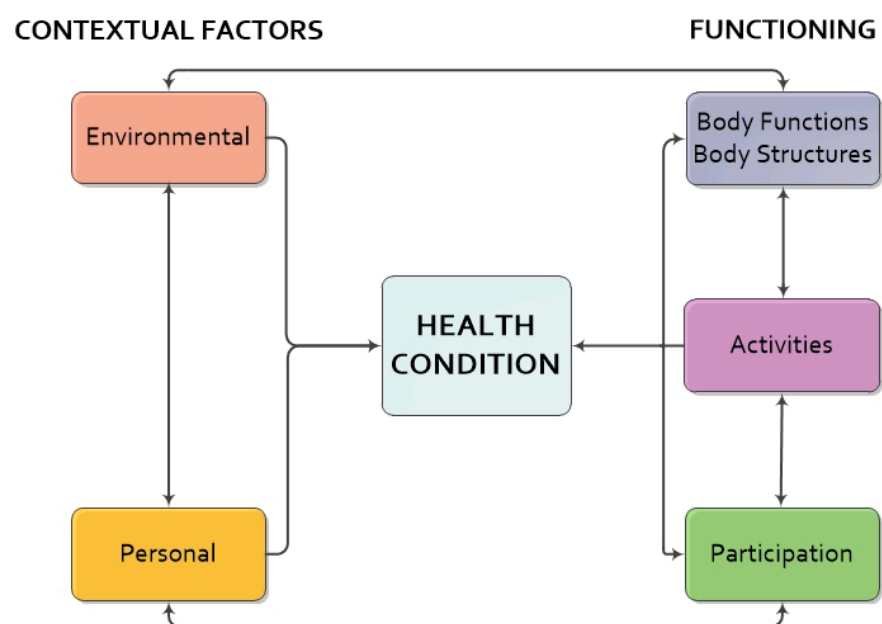 CONTEXTUAL FACTORS
FUNCTIONING
Environmental
Body Functions
Body Structures
HEALTH
CONDITION
Activities
Personal
Participation